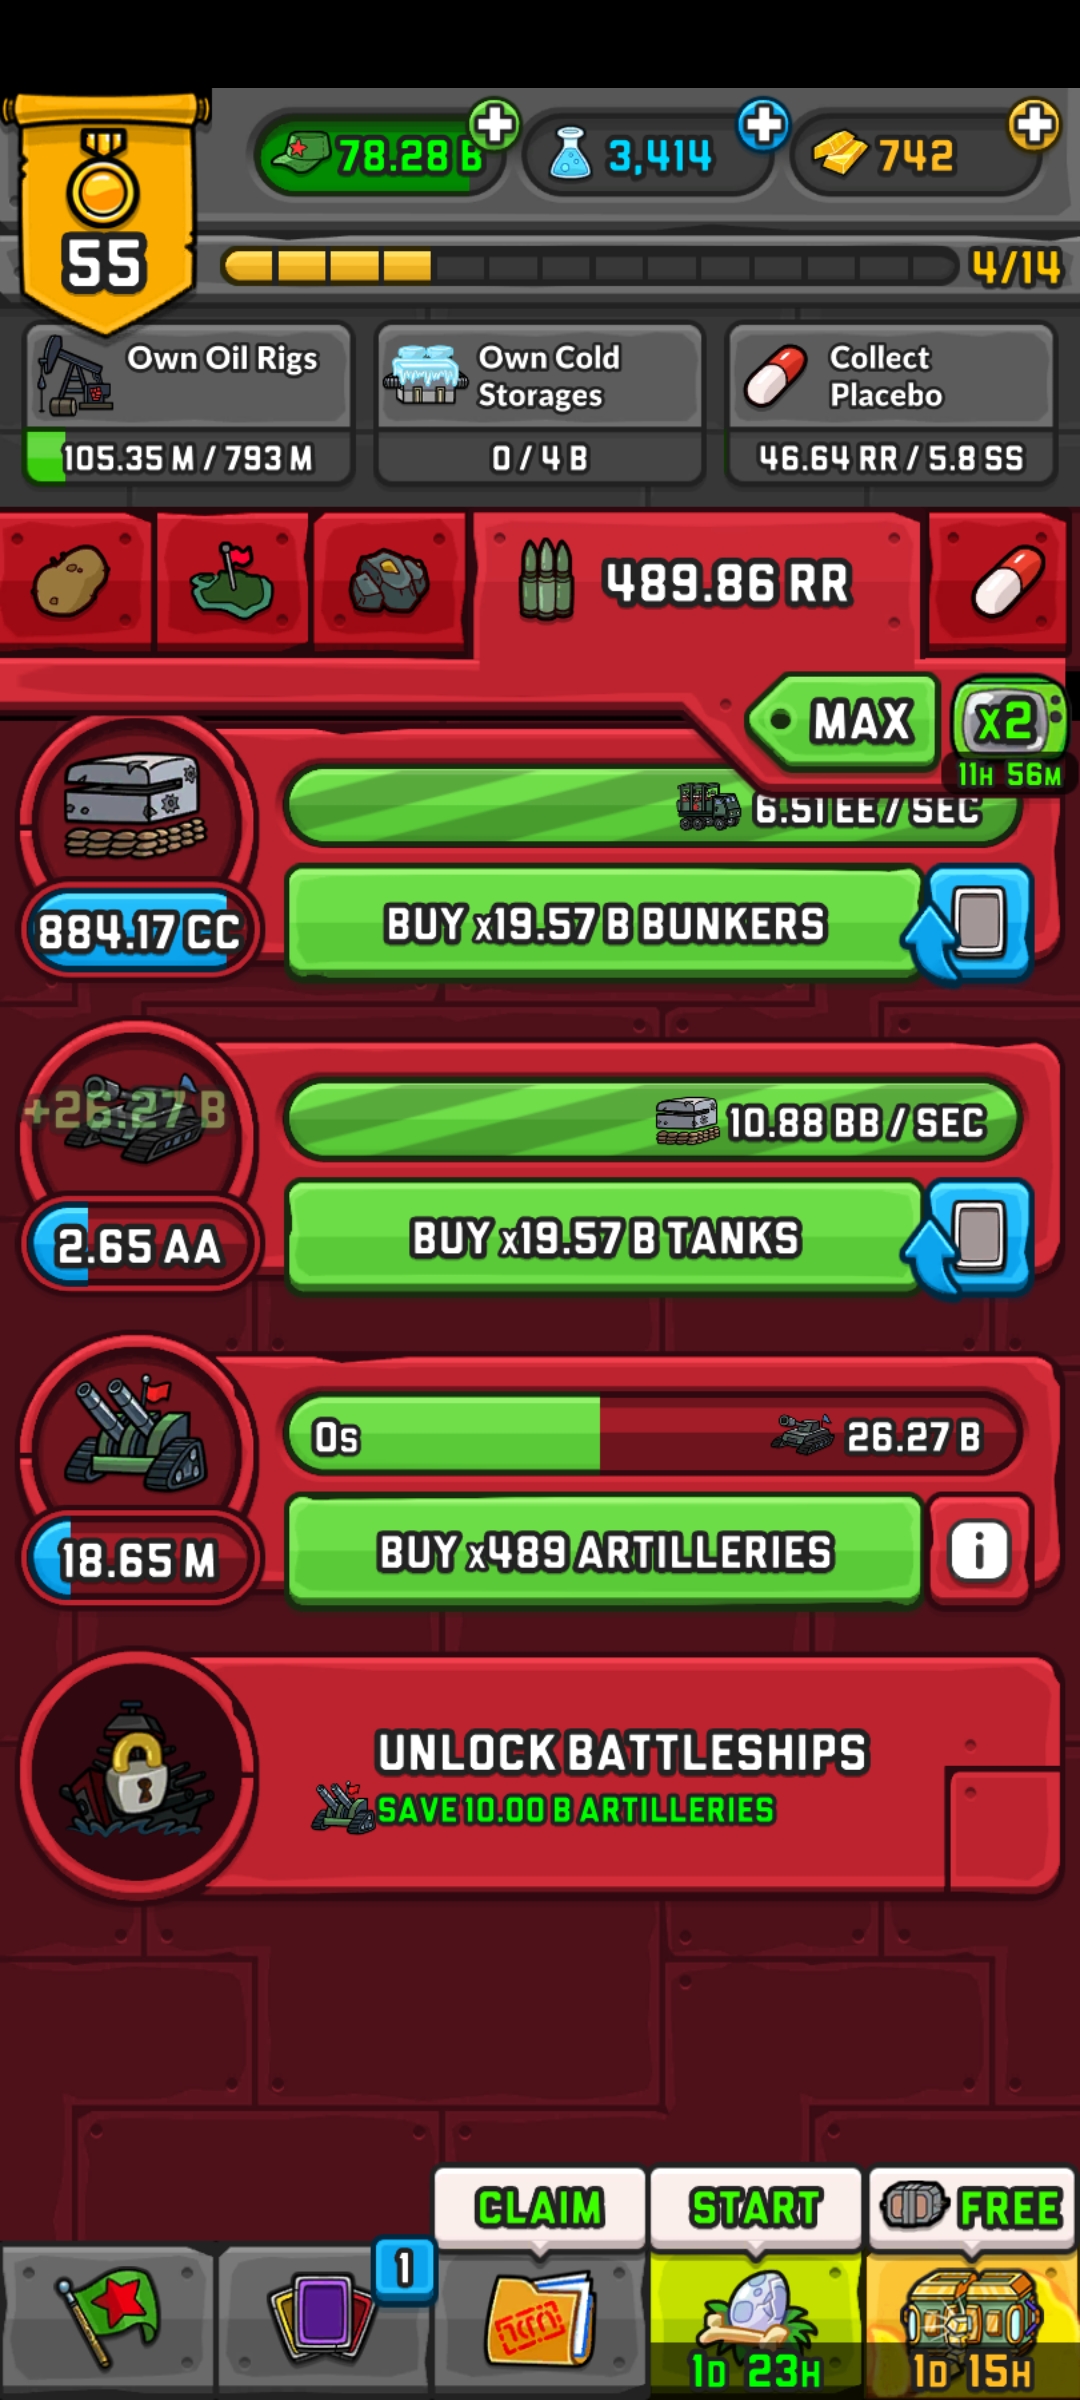 78.28 B
3,414
742
55
4/14
Own Oil Rigs
105.35 M / 793 M
Own Cold
Storages
0 / 4 B
Collect
Placebo
46.64 RR / 5.8 SS
489.86 RR
MAX
x2
11H 56M
6.51 EE / SEC
884.17 CC
BUY x19.57 B BUNKERS
+26.27 B
10.88 BB / SEC
2.65 AA
BUY x19.57 B TANKS
0s
26.27 B
18.65 M
BUY x489 ARTILLERIES
i
UNLOCK BATTLESHIPS
SAVE 10.00 B ARTILLERIES
CLAIM
START
FREE
1
1D 23H
1D 15H